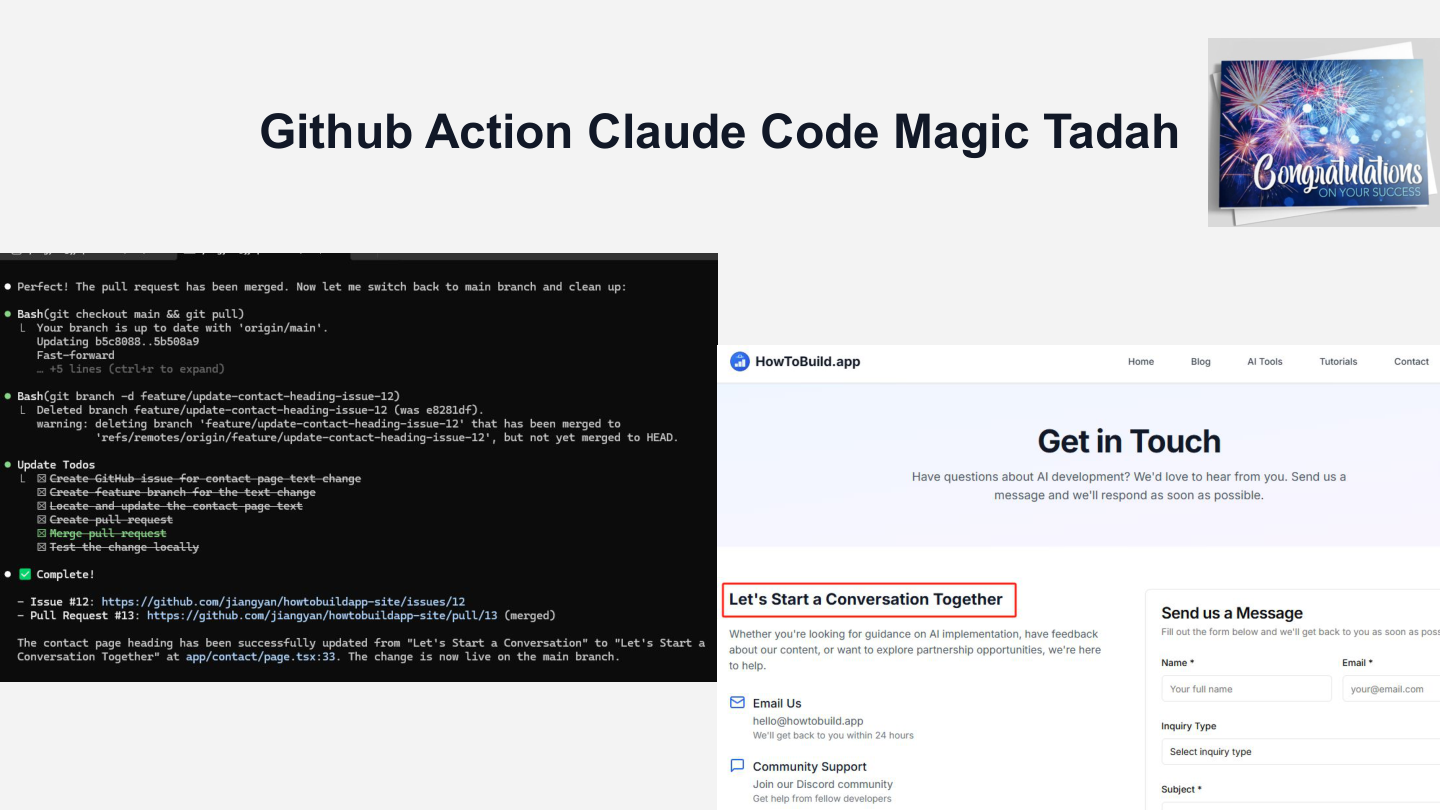 Github Action Claude Code Magic Tadah
Congratulations
ON YOUR SUCCESS
● Perfect! The pull request has been merged. Now let me switch back to main branch and clean up:
● Bash(git checkout main && git pull)
⎿ Your branch is up to date with 'origin/main'.
Updating b5c8088..5b508a9
Fast-forward
… +5 lines (ctrl+r to expand)
● Bash(git branch -d feature/update-contact-heading-issue-12)
⎿ Deleted branch feature/update-contact-heading-issue-12 (was e8281df).
warning: deleting branch 'feature/update-contact-heading-issue-12' that has been merged to
'refs/remotes/origin/feature/update-contact-heading-issue-12', but not yet merged to HEAD.
● Update Todos
⎿ ☒ Create GitHub issue for contact page text change
☒ Create feature branch for the text change
☒ Locate and update the contact page text
☒ Create pull request
☒ Merge pull request
☒ Test the change locally
● ✅ Complete!
- Issue #12: https://github.com/jiangyan/howtobuildapp-site/issues/12
- Pull Request #13: https://github.com/jiangyan/howtobuildapp-site/pull/13 (merged)
The contact page heading has been successfully updated from "Let's Start a Conversation" to "Let's Start a
Conversation Together" at app/contact/page.tsx:33. The change is now live on the main branch.
HowToBuild.app
Home Blog AI Tools Tutorials Contact
Get in Touch
Have questions about AI development? We'd love to hear from you. Send us a
message and we'll respond as soon as possible.
Let's Start a Conversation Together
Whether you're looking for guidance on AI implementation, have feedback
about our content, or want to explore partnership opportunities, we're here
to help.
Email Us
hello@howtobuild.app
We'll get back to you within 24 hours
Community Support
Join our Discord community
Get help from fellow developers
Send us a Message
Fill out the form below and we'll get back to you as soon as poss
Name * Email *
Your full name your@email.com
Inquiry Type
Select inquiry type
Subject *